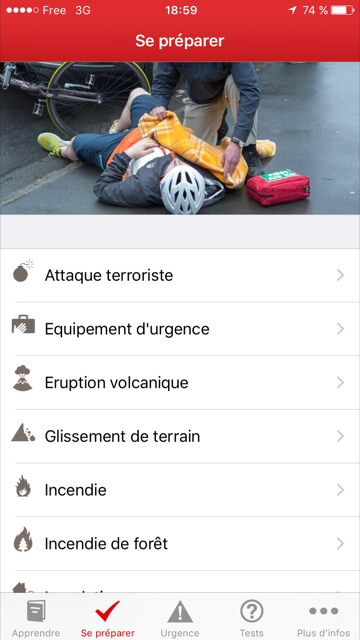 Free 3G 18:59 74 %
Se préparer
Attaque terroriste
Equipement d'urgence
Eruption volcanique
Glissement de terrain
Incendie
Incendie de forêt
Apprendre Se préparer Urgence Tests Plus d'infos